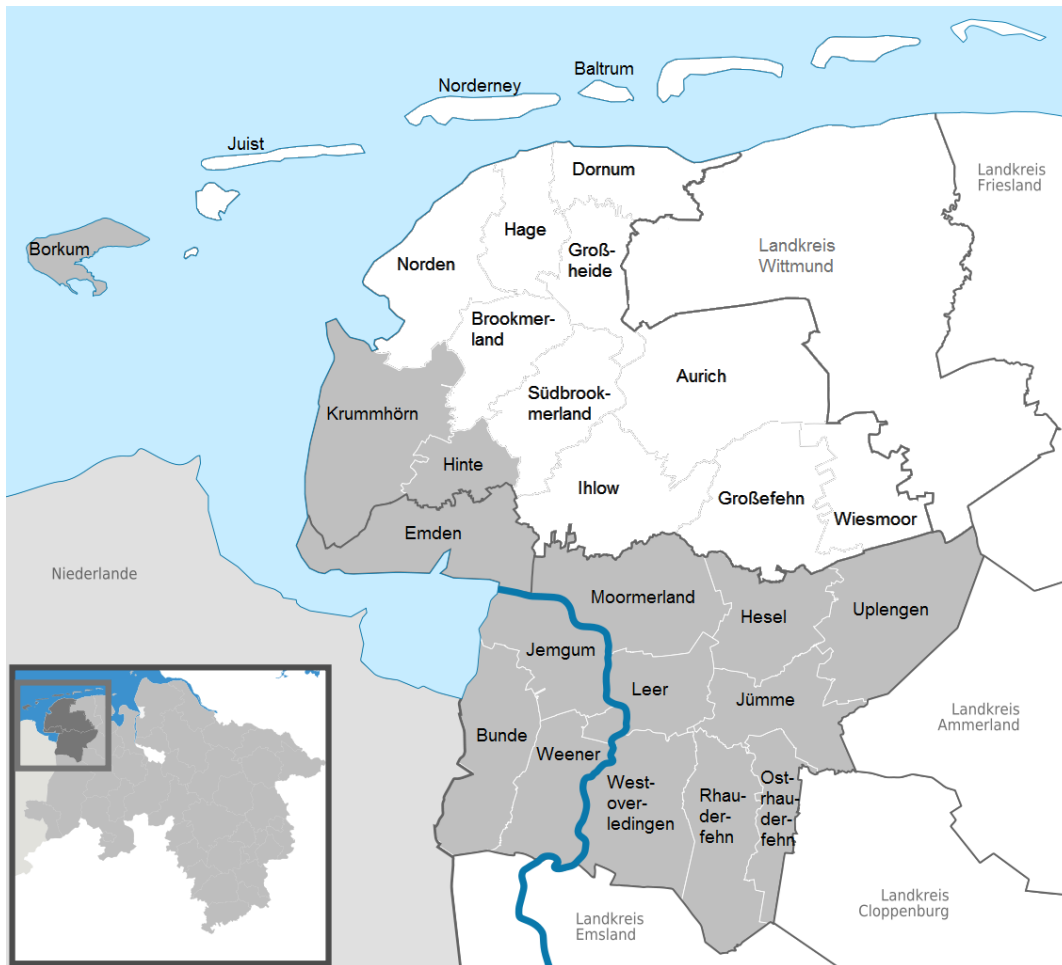 Baltrum
Norderney
Juist
Dornum
Landkreis
Friesland
Hage
Borkum
Norden
Groß-
heide
Landkreis
Wittmund
Brookmer-
land
Aurich
Südbrook-
merland
Krummhörn
Hinte
Ihlow
Großefehn
Wiesmoor
Emden
Niederlande
Moormerland
Hesel
Uplengen
Jemgum
Leer
Jümme
Landkreis
Ammerland
Bunde
Weener
West-
over-
ledingen
Rhau-
der-
fehn
Ost-
rhau-
der-
fehn
Landkreis
Cloppenburg
Landkreis
Emsland